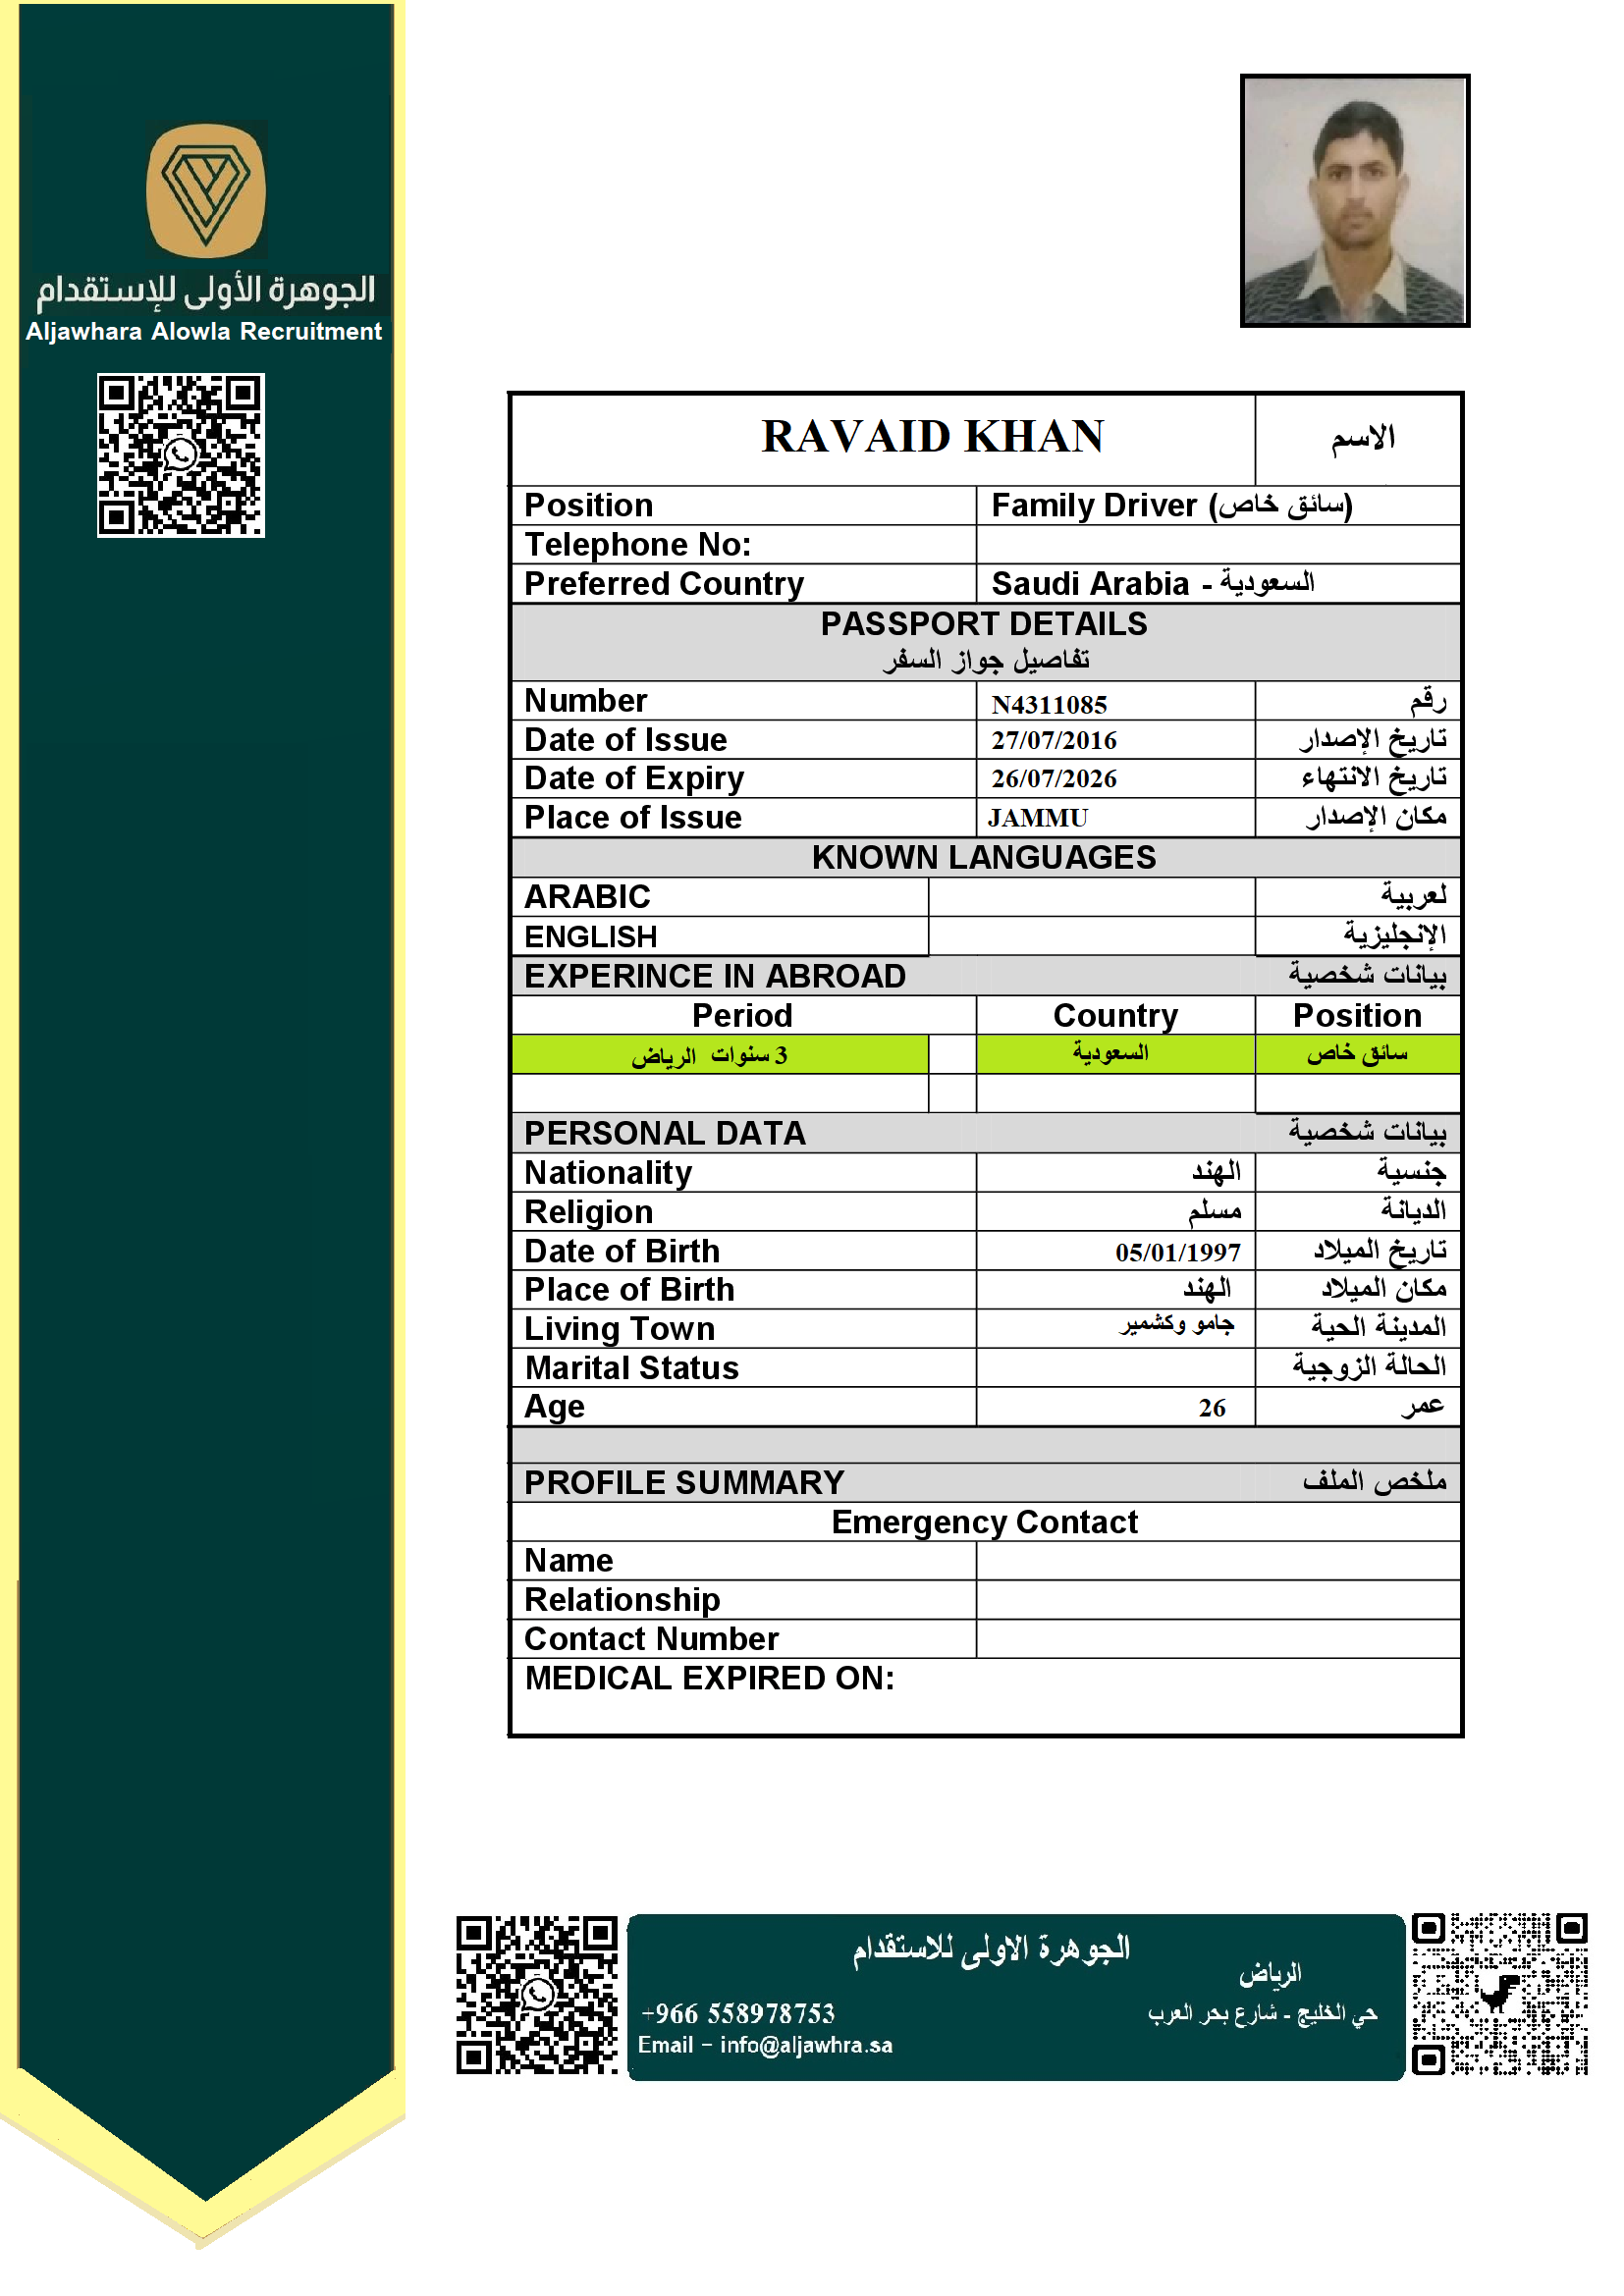 الجوهرة الأولى للإستقدام
Aljawhara Alowla Recruitment
RAVAID KHAN الاسم
Position Family Driver (سائق خاص)
Telephone No:
Preferred Country Saudi Arabia - السعودية
PASSPORT DETAILS
تفاصيل جواز السفر
Number N4311085 رقم
Date of Issue 27/07/2016 تاريخ الإصدار
Date of Expiry 26/07/2026 تاريخ الانتهاء
Place of Issue JAMMU مكان الإصدار
KNOWN LANGUAGES
ARABIC لعربية
ENGLISH الإنجليزية
EXPERINCE IN ABROAD بيانات شخصية
Period Country Position
3 سنوات الرياض السعودية سائق خاص
PERSONAL DATA بيانات شخصية
Nationality الهند جنسية
Religion مسلم الديانة
Date of Birth 05/01/1997 تاريخ الميلاد
Place of Birth الهند مكان الميلاد
Living Town جامو وكشمير المدينة الحية
Marital Status الحالة الزوجية
Age 26 عمر
PROFILE SUMMARY ملخص الملف
Emergency Contact
Name
Relationship
Contact Number
MEDICAL EXPIRED ON:
الجوهرة الاولى للاستقدام
الرياض
+966 558978753 حي الخليج - شارع بحر العرب
Email - info@aljawhra.sa